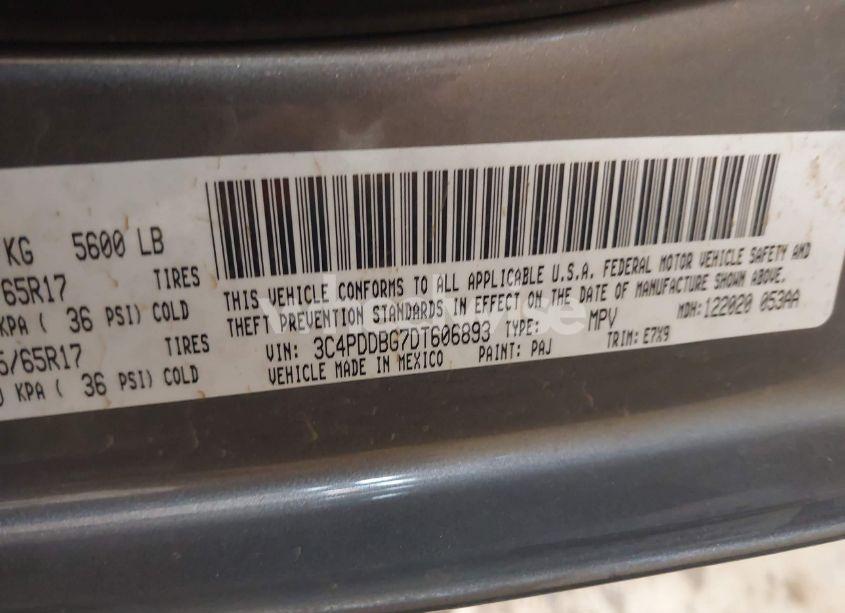 KG 5600 LB
/65R17 TIRES
KPA ( 36 PSI) COLD
5/65R17 TIRES
KPA ( 36 PSI) COLD
THIS VEHICLE CONFORMS TO ALL APPLICABLE U.S.A. FEDERAL MOTOR VEHICLE SAFETY AND
THEFT PREVENTION STANDARDS IN EFFECT ON THE DATE OF MANUFACTURE SHOWN ABOVE.
VIN: 3C4PDDBG7DT606893 TYPE: MPV MDH:122020 053AA
VEHICLE MADE IN MEXICO PAINT: PAJ TRIM: E7X9